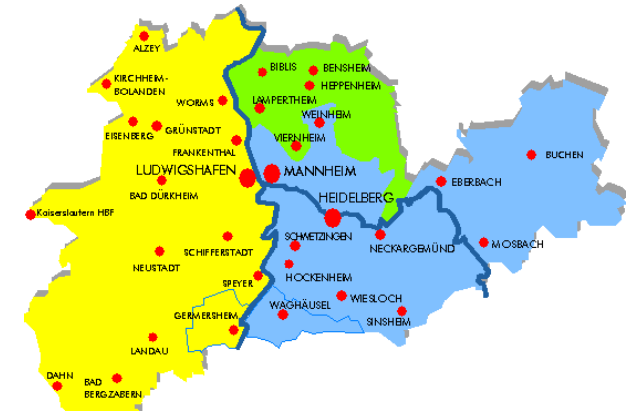 ALZEY
BIBLIS
BENSHEIM
KIRCHHEIM-
BOLANDEN
HEPPENHEIM
WORMS
LAMPERTHEIM
WEINHEIM
EISENBERG
GRÜNSTADT
FRANKENTHAL
VIERNHEIM
BUCHEN
LUDWIGSHAFEN
MANNHEIM
EBERBACH
BAD DÜRKHEIM
HEIDELBERG
Kaiserslautern HBF
SCHIFFERSTADT
SCHWETZINGEN
NECKARGEMÜND
MOSBACH
NEUSTADT
HOCKENHEIM
SPEYER
WAGHÄUSEL
WIESLOCH
GERMERSHEIM
SINSHEIM
LANDAU
DAHN
BAD
BERGZABERN